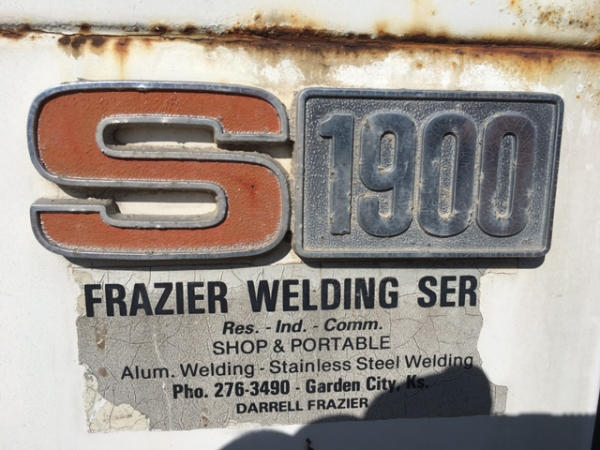 S 1900
FRAZIER WELDING SER
Res. - Ind. - Comm.
SHOP & PORTABLE
Alum. Welding - Stainless Steel Welding
Pho. 276-3490 - Garden City, Ks.
DARRELL FRAZIER